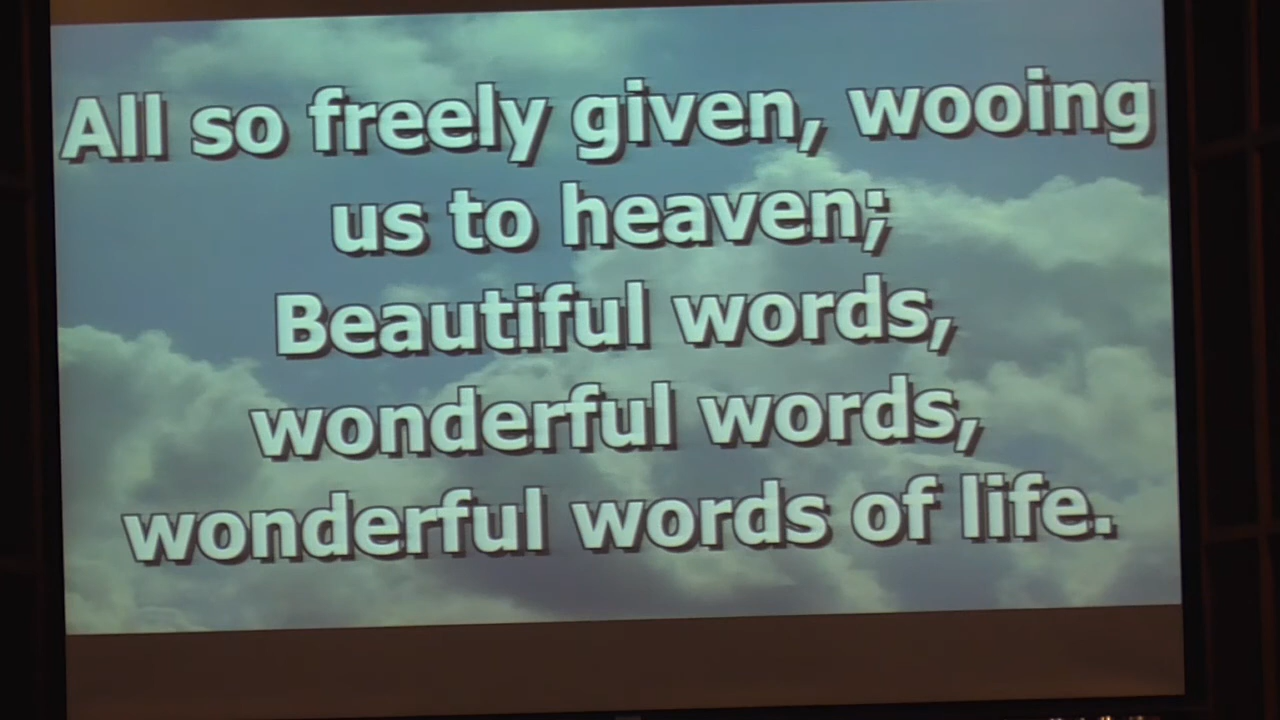 All so freely given, wooing
us to heaven;
Beautiful words,
wonderful words,
wonderful words of life.